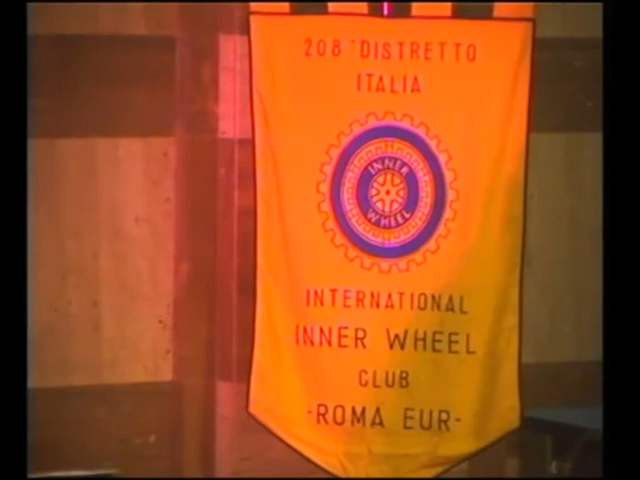 208° DISTRETTO
ITALIA
INNER
WHEEL
INTERNATIONAL
INNER WHEEL
CLUB
-ROMA EUR-